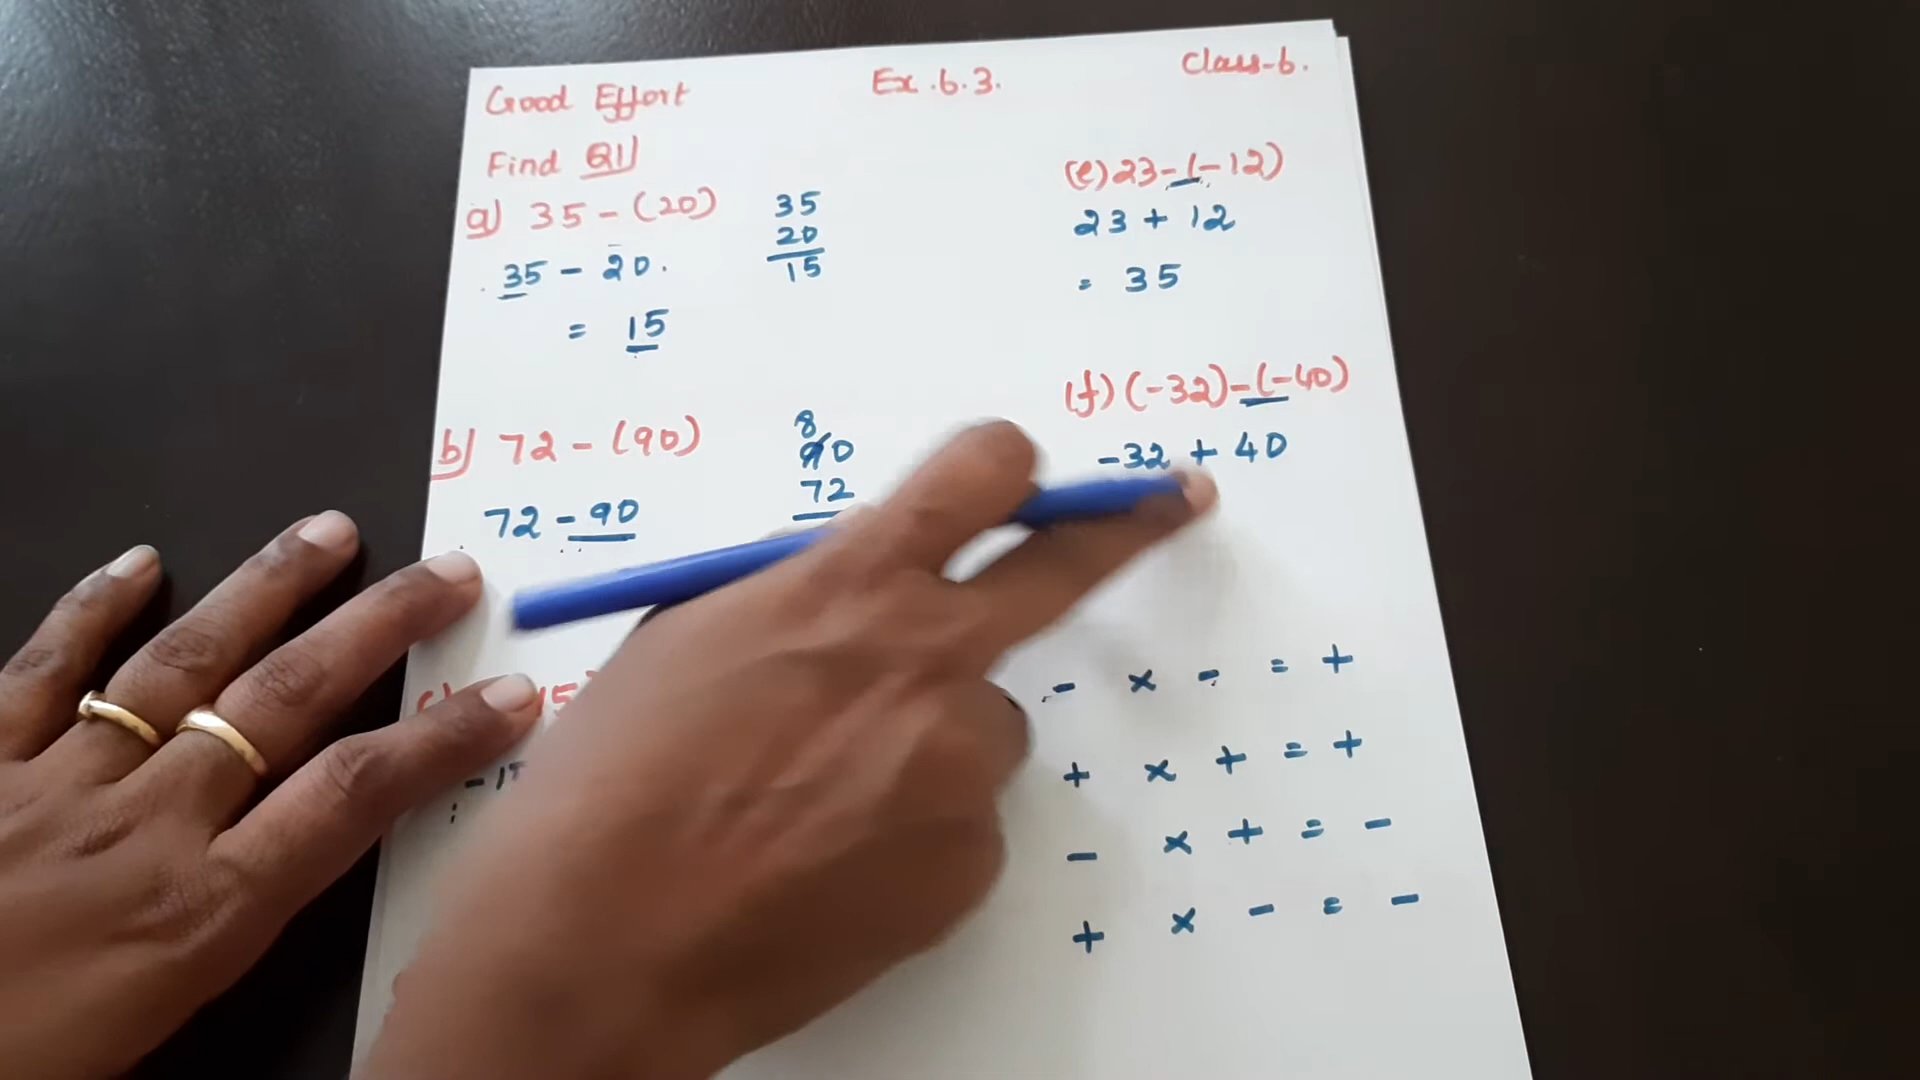 Good Effort Ex.6.3. Class-6.
Find Q1
a) 35 - (20)
35 - 20.
= 15
35
20
15
b) 72 - (90)
72 - 90
8
90
72
- 1
(e) 23 - (-12)
23 + 12
= 35
(f) (-32) - (-40)
-32 + 40
- × - = +
+ × + = +
- × + = -
+ × - = -